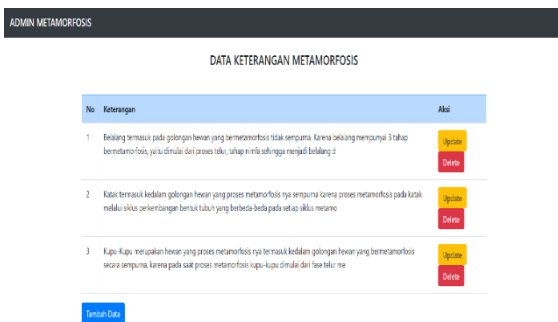 ADMIN METAMORFOSIS
DATA KETERANGAN METAMORFOSIS
No Keterangan Aksi
1 Belalang termasuk pada golongan hewan yang bermetamorfosis tidak sempurna. Karena belalang mempunyai 3 tahap
bermetamorfosis, yaitu dimulai dari proses telur, tahap nimfa sehingga menjadi belalang d
Update
Delete
2 Katak termasuk kedalam golongan hewan yang proses metamorfosis nya sempurna karena proses metamorfosis pada katak
melalui siklus perkembangan bentuk tubuh yang berbeda-beda pada setiap siklus metamo
Update
Delete
3 Kupu-Kupu merupakan hewan yang proses metamorfosis nya termasuk kedalam golongan hewan yang bermetamorfosis
secara sempurna, karena pada saat proses metamorfosis kupu-kupu dimulai dari fase telur me
Update
Delete
Tambah Data